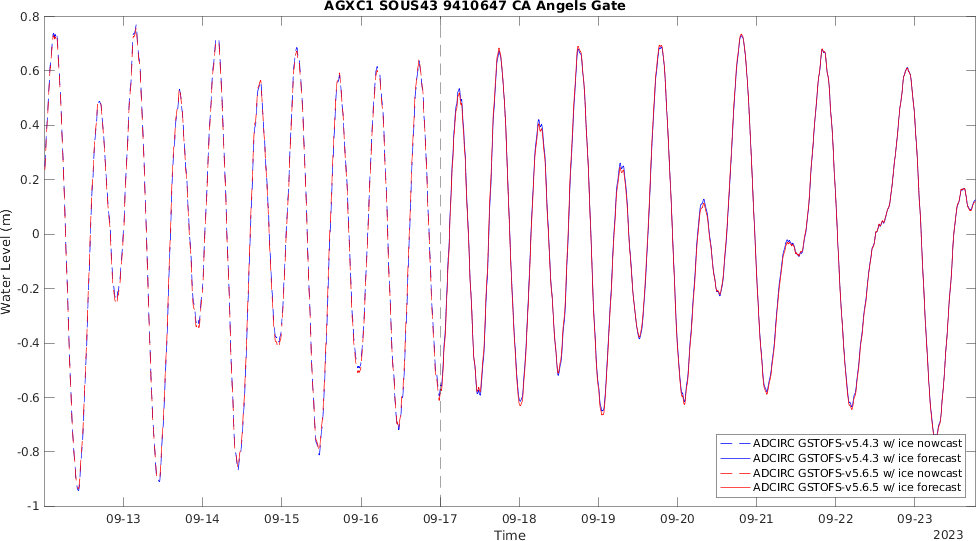 AGXC1 SOUS43 9410647 CA Angels Gate
0.8
0.6
0.4
0.2
0
-0.2
-0.4
-0.6
-0.8
-1
Water Level (m)
ADCIRC GSTOFS-v5.4.3 w/ ice nowcast
ADCIRC GSTOFS-v5.4.3 w/ ice forecast
ADCIRC GSTOFS-v5.6.5 w/ ice nowcast
ADCIRC GSTOFS-v5.6.5 w/ ice forecast
09-13 09-14 09-15 09-16 09-17 09-18 09-19 09-20 09-21 09-22 09-23
Time
2023